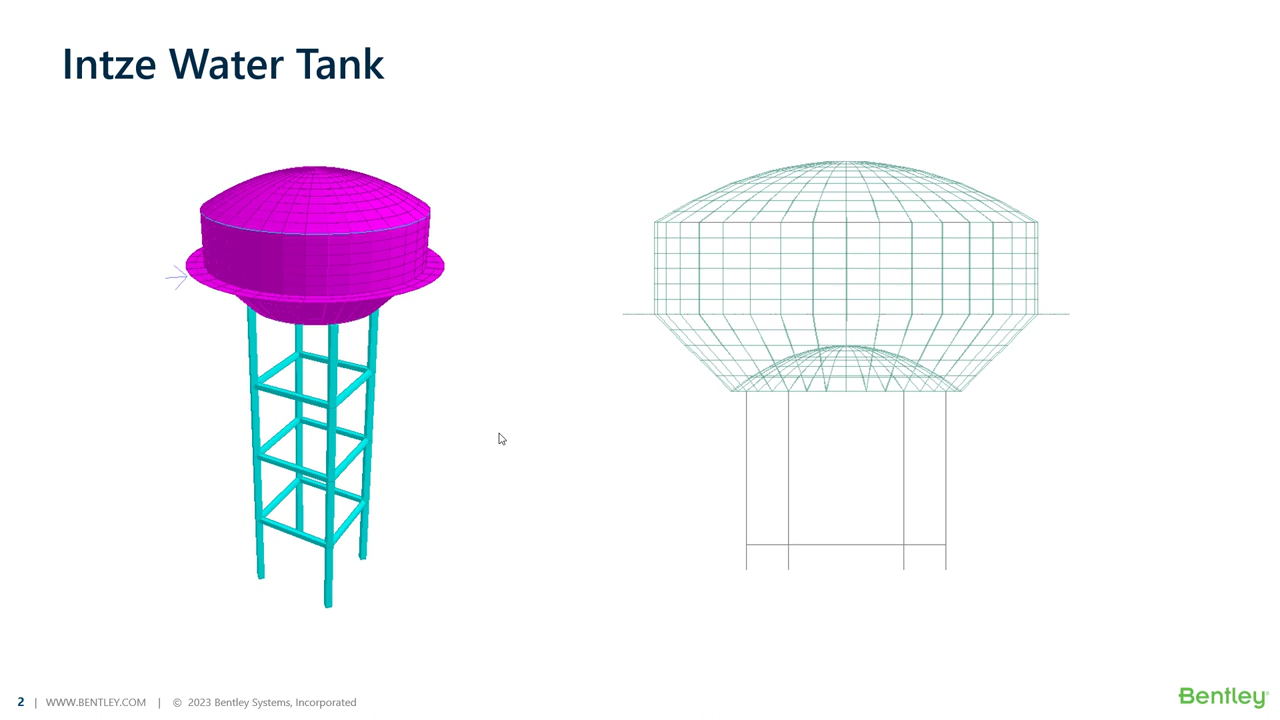 Intze Water Tank
2 | WWW.BENTLEY.COM | © 2023 Bentley Systems, Incorporated
Bentley®